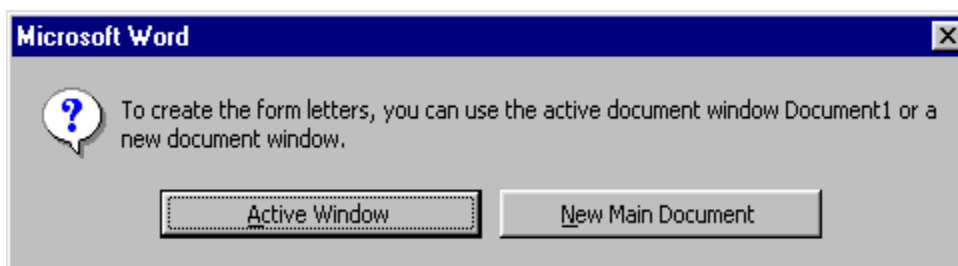 Microsoft Word
To create the form letters, you can use the active document window Document1 or a
new document window.
Active Window
New Main Document